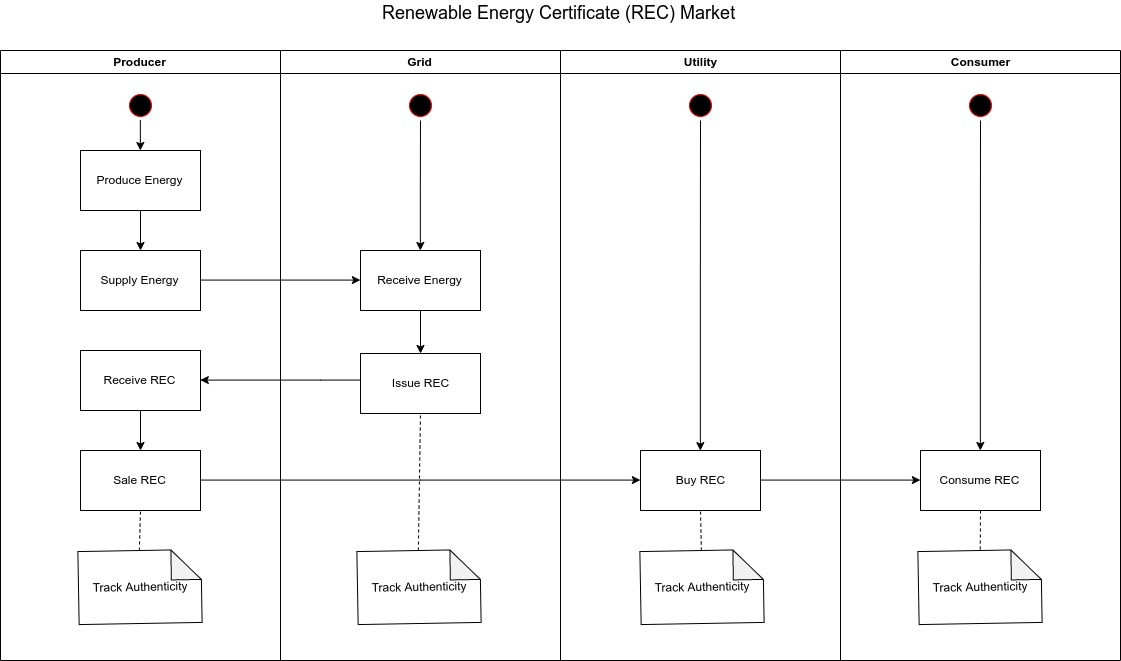 Renewable Energy Certificate (REC) Market
Producer
Grid
Utility
Consumer
Produce Energy
Supply Energy
Receive Energy
Receive REC
Issue REC
Sale REC
Buy REC
Consume REC
Track Authenticity
Track Authenticity
Track Authenticity
Track Authenticity